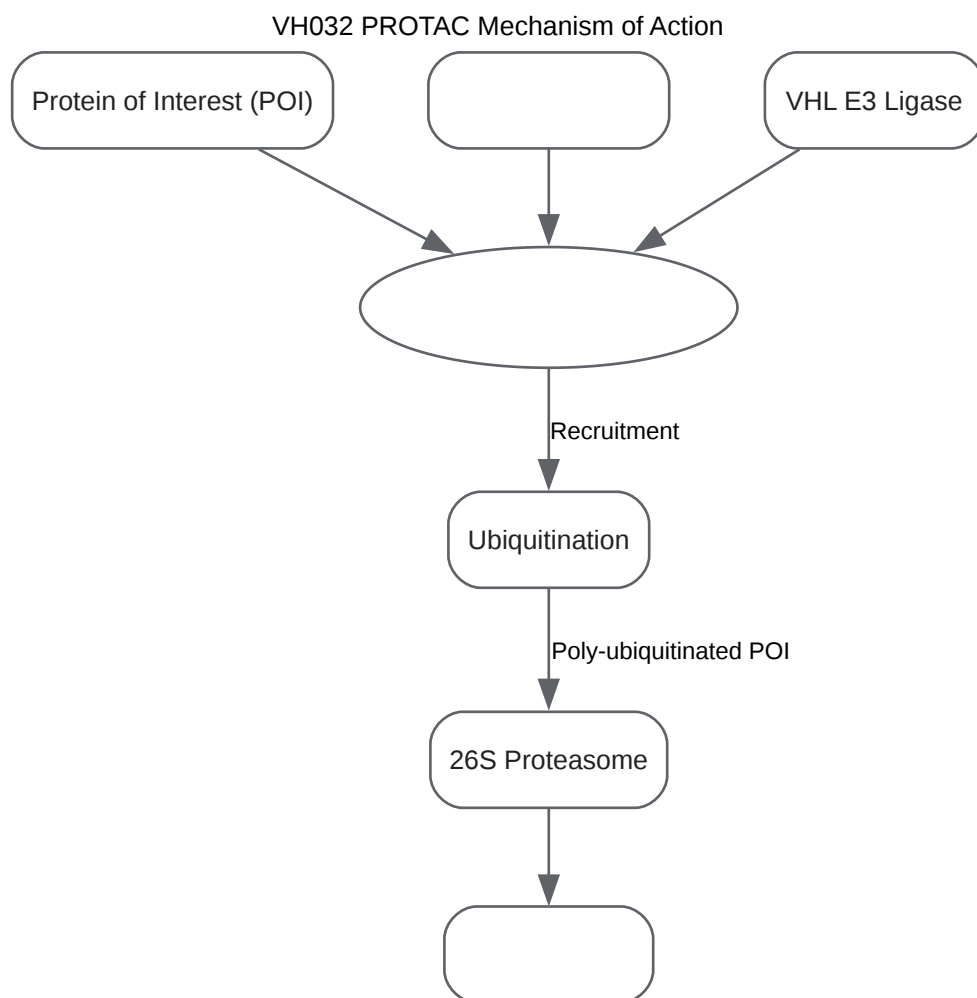 VH032 PROTAC Mechanism of Action
Protein of Interest (POI)
VHL E3 Ligase
Recruitment
Ubiquitination
Poly-ubiquitinated POI
26S Proteasome